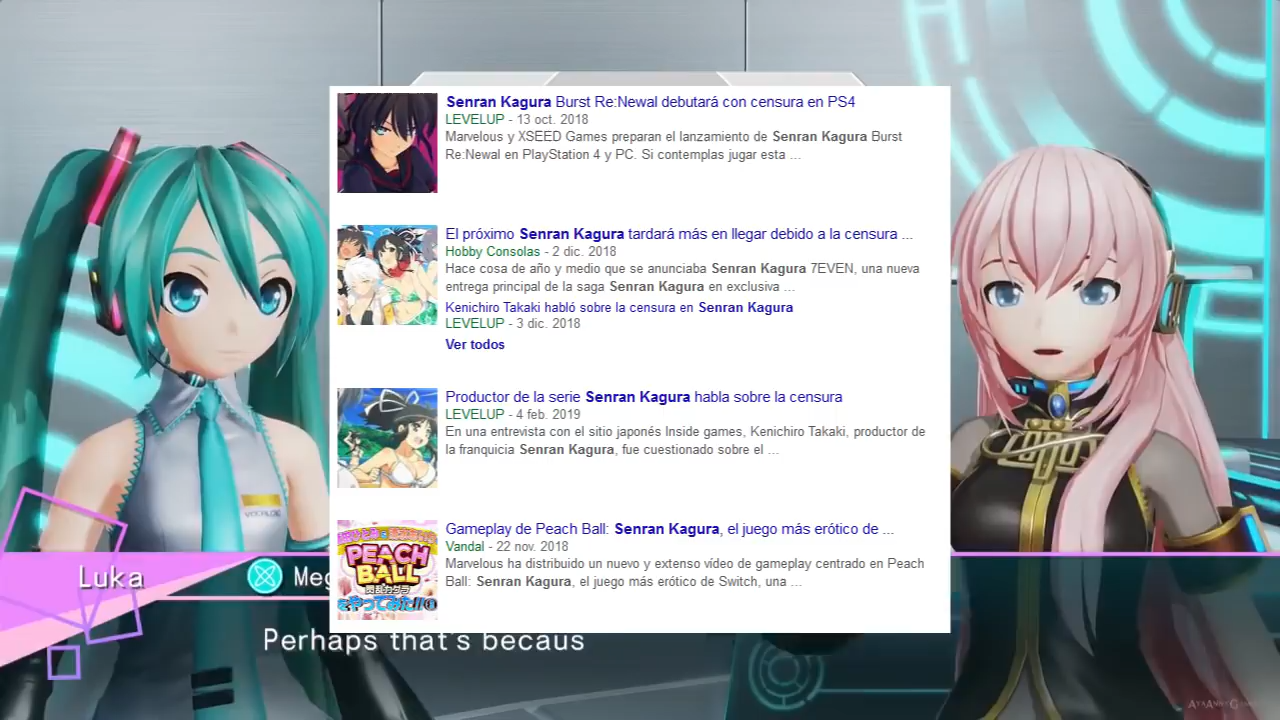 Senran Kagura Burst Re:Newal debutará con censura en PS4
LEVELUP - 13 oct. 2018
Marvelous y XSEED Games preparan el lanzamiento de Senran Kagura Burst
Re:Newal en PlayStation 4 y PC. Si contemplas jugar esta ...
El próximo Senran Kagura tardará más en llegar debido a la censura ...
Hobby Consolas - 2 dic. 2018
Hace cosa de año y medio que se anunciaba Senran Kagura 7EVEN, una nueva
entrega principal de la saga Senran Kagura en exclusiva ...
Kenichiro Takaki habló sobre la censura en Senran Kagura
LEVELUP - 3 dic. 2018
Ver todos
Productor de la serie Senran Kagura habla sobre la censura
LEVELUP - 4 feb. 2019
En una entrevista con el sitio japonés Inside games, Kenichiro Takaki, productor de
la franquicia Senran Kagura, fue cuestionado sobre el ...
PEACH
BALL
閃乱カグラ
Gameplay de Peach Ball: Senran Kagura, el juego más erótico de ...
Vandal - 22 nov. 2018
Marvelous ha distribuido un nuevo y extenso vídeo de gameplay centrado en Peach
Ball: Senran Kagura, el juego más erótico de Switch, una ...
Luka
Meg
Perhaps that's becaus